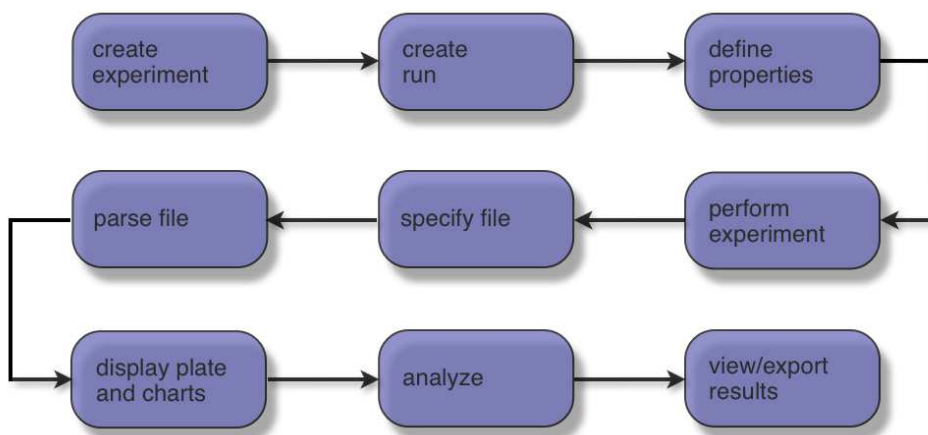 create
experiment
create
run
define
properties
perform
experiment
specify file
parse file
display plate
and charts
analyze
view/export
results